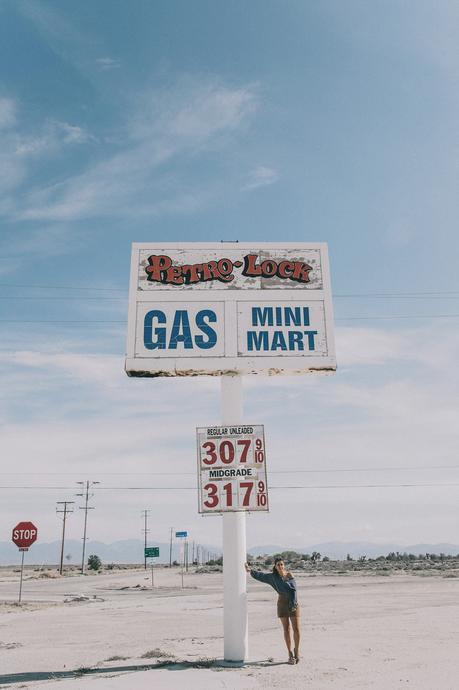 PETRO-LOCK
GAS
MINI
MART
REGULAR UNLEADED
307 9/10
MIDGRADE
317 9/10
STOP